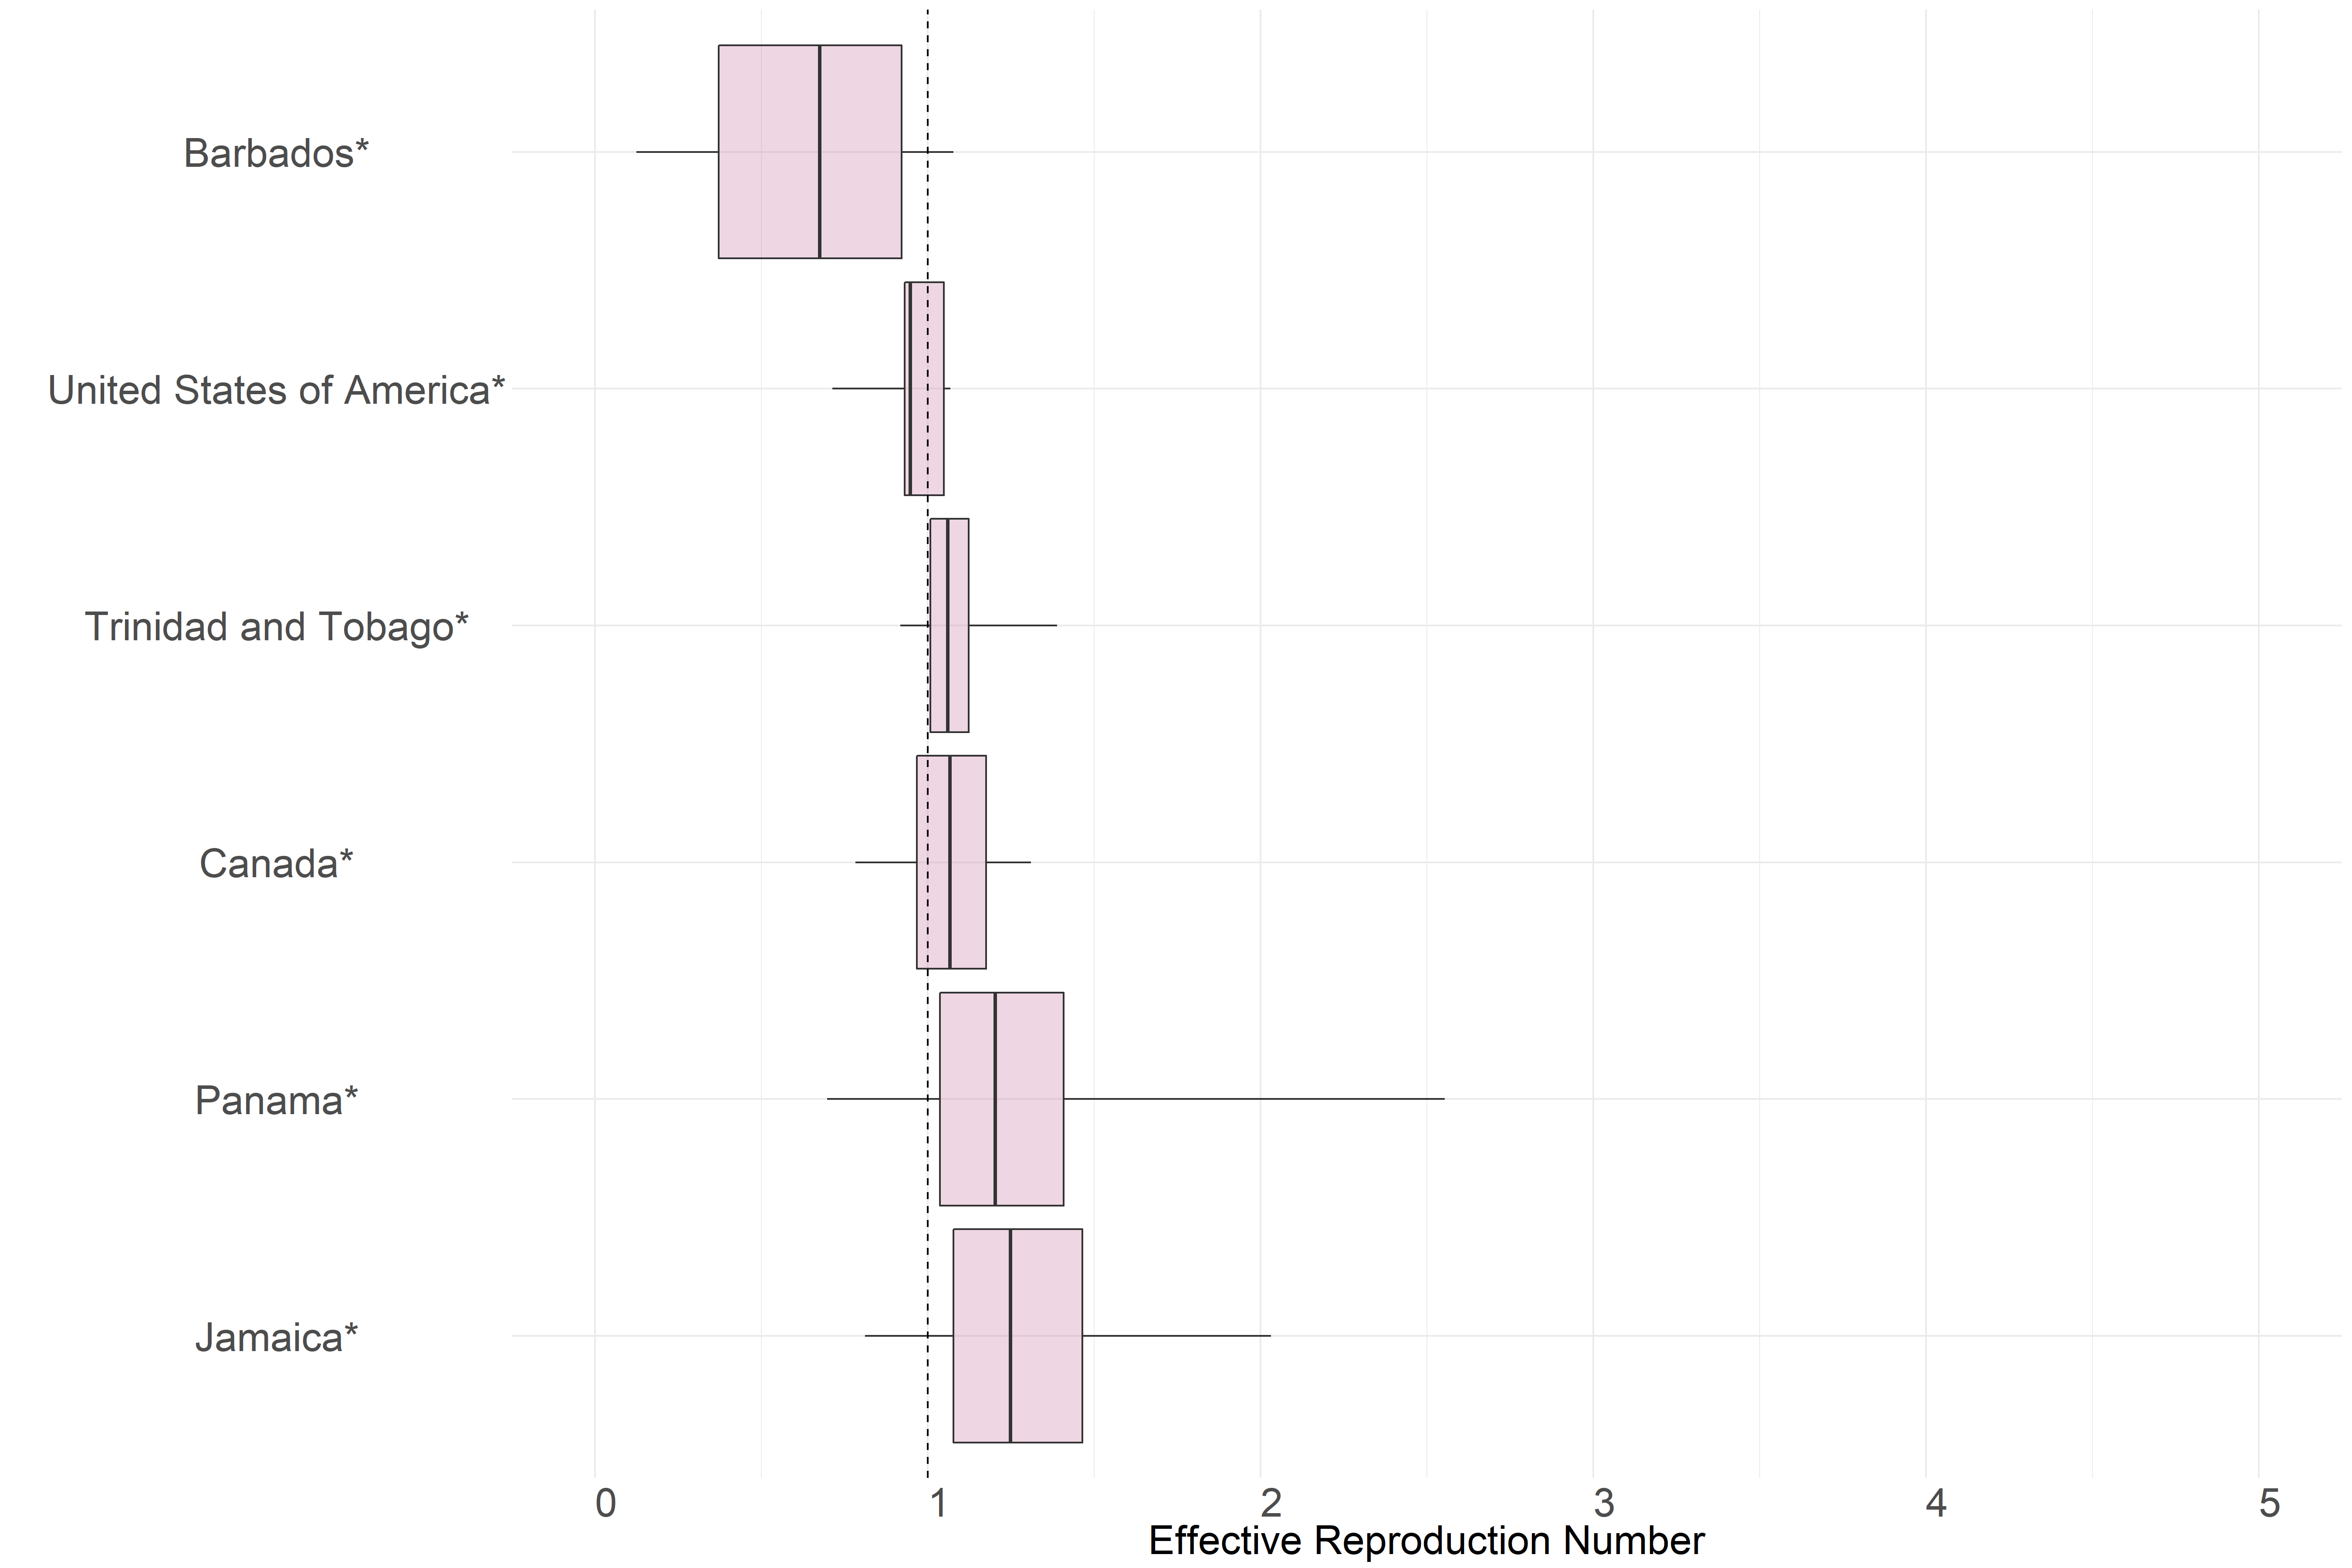 Barbados*
United States of America*
Trinidad and Tobago*
Canada*
Panama*
Jamaica*
0 1 2 3 4 5
Effective Reproduction Number